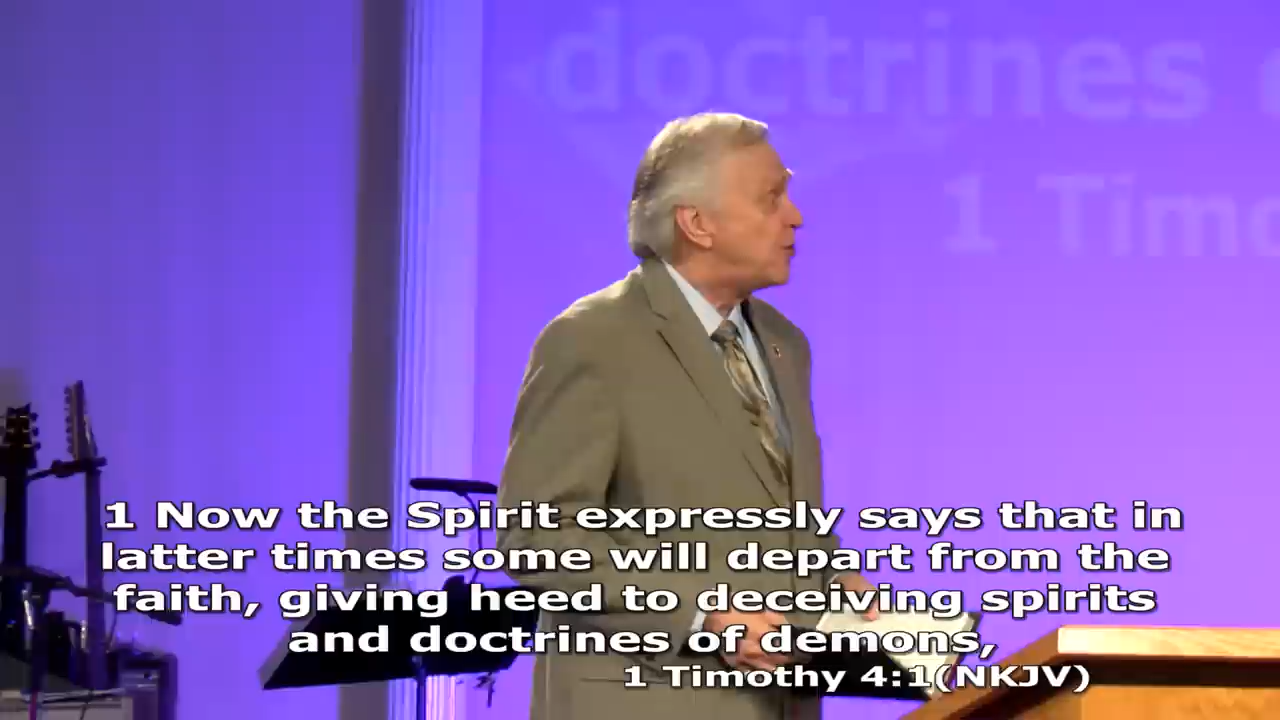 doctrines
1 Timo
1 Now the Spirit expressly says that in
latter times some will depart from the
faith, giving heed to deceiving spirits
and doctrines of demons,
1 Timothy 4:1(NKJV)